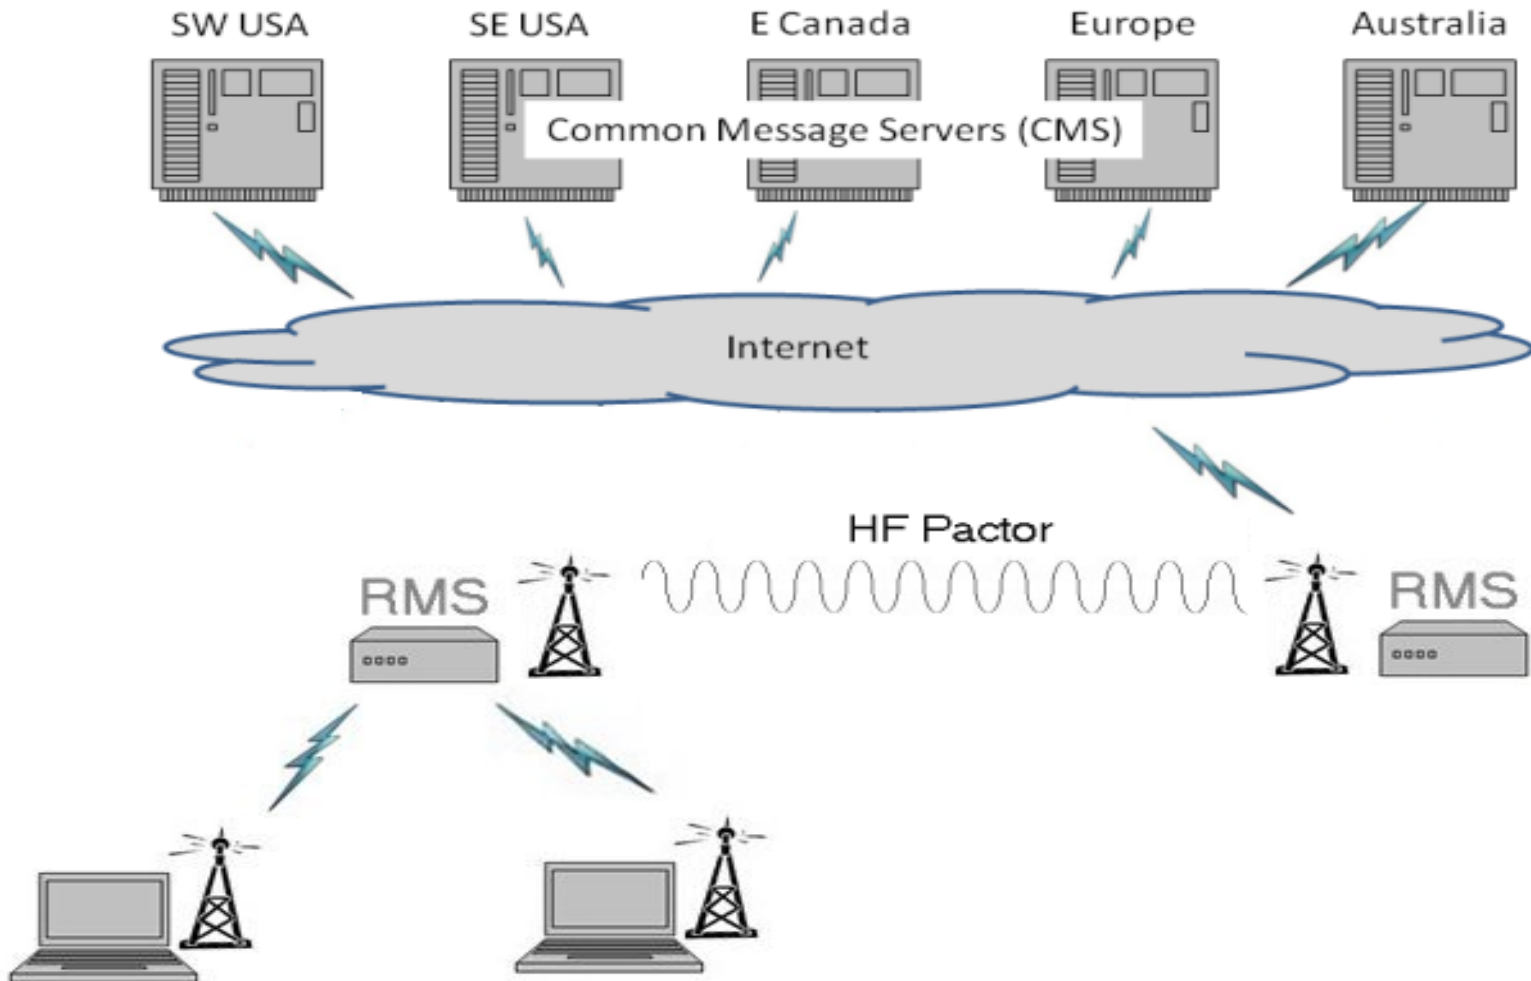 SW USA
SE USA
E Canada
Europe
Australia
Common Message Servers (CMS)
Internet
HF Pactor
RMS
RMS